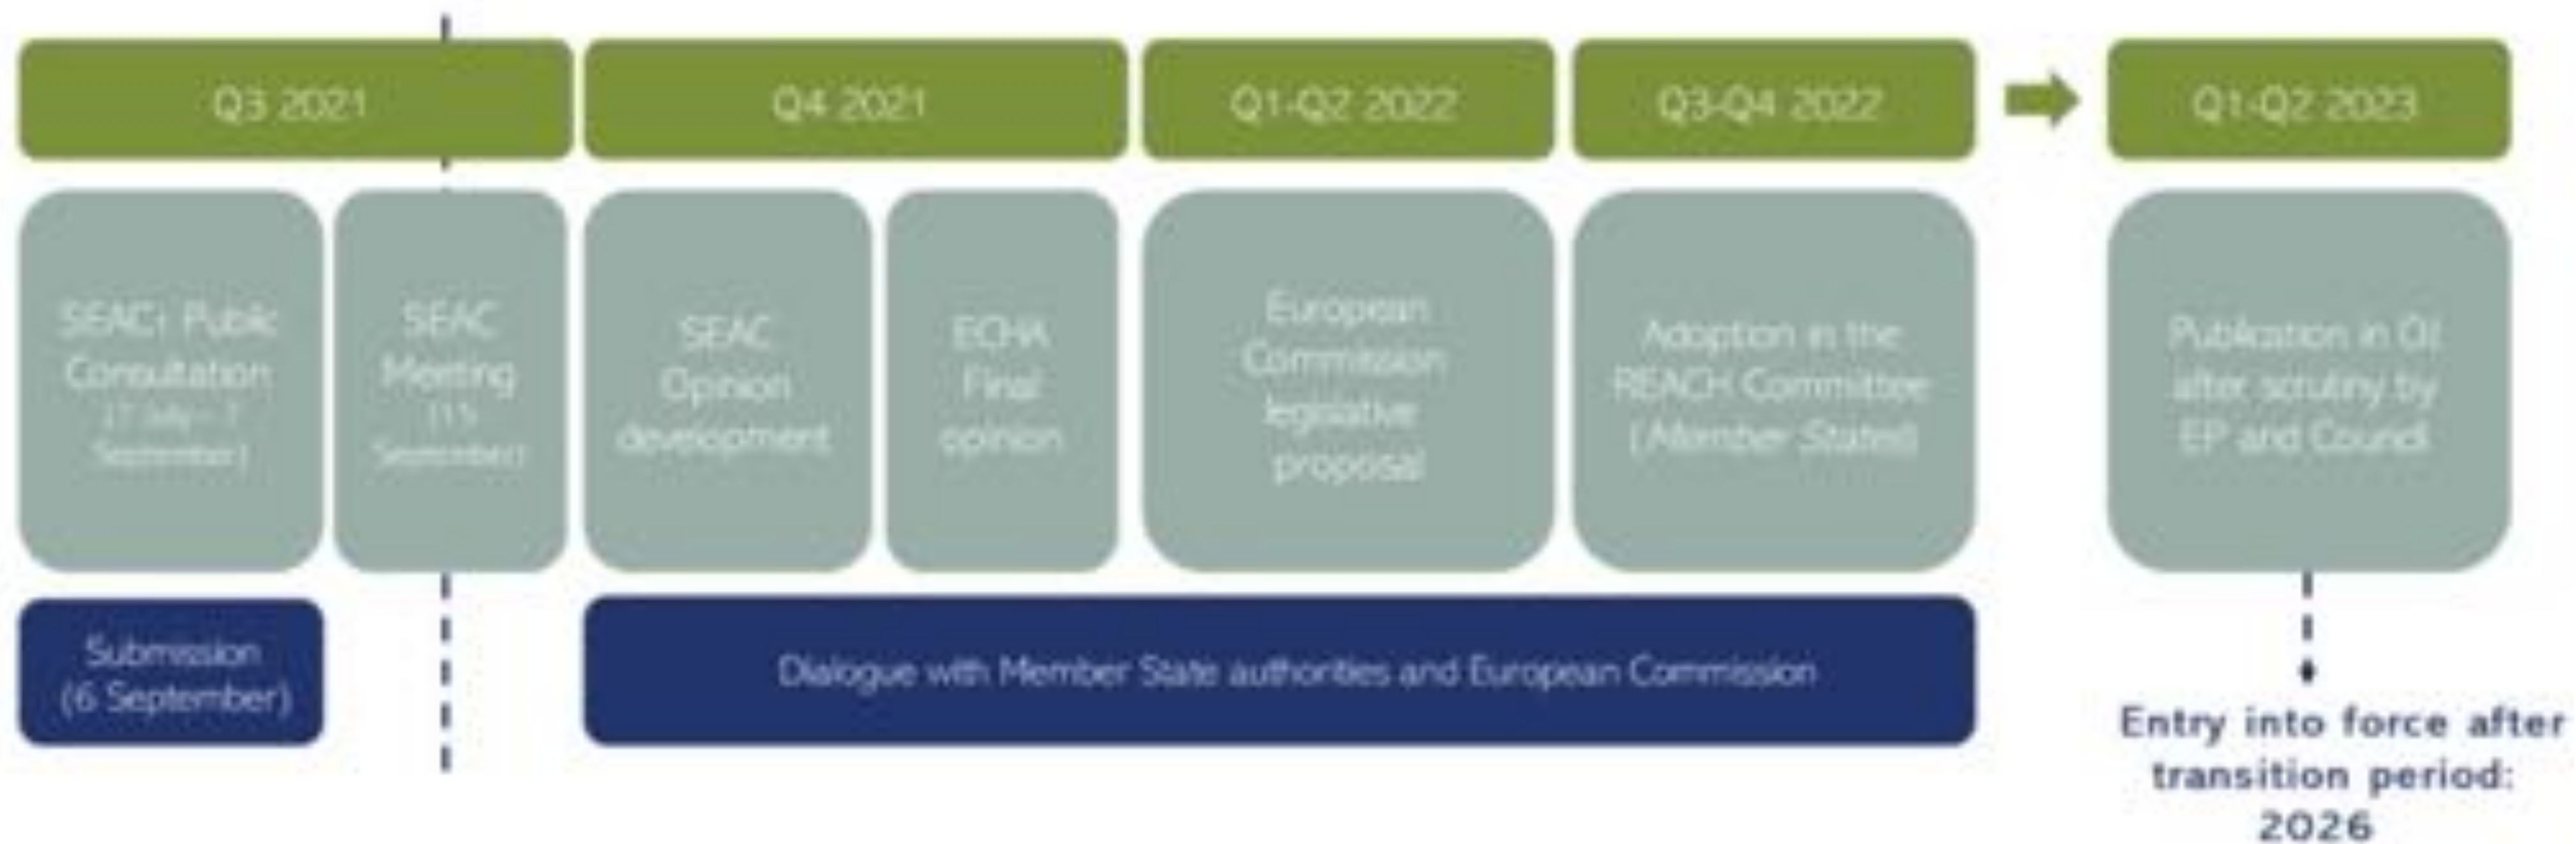 Q3 2021
Q4 2021
Q1-Q2 2022
Q3-Q4 2022
Q1-Q2 2023
Public
Consultation
September)
SEAC
Meeting
September)
SEAC
Opinion
development
ECHA
Final
opinion
European
Commission
legislative
proposal
Adoption in the
REACH Committee
(Member States)
Publication in OJ
after scrutiny by
EP and Council
Submission
(6 September)
Dialogue with Member State authorities and European Commission
Entry into force after
transition period:
2026